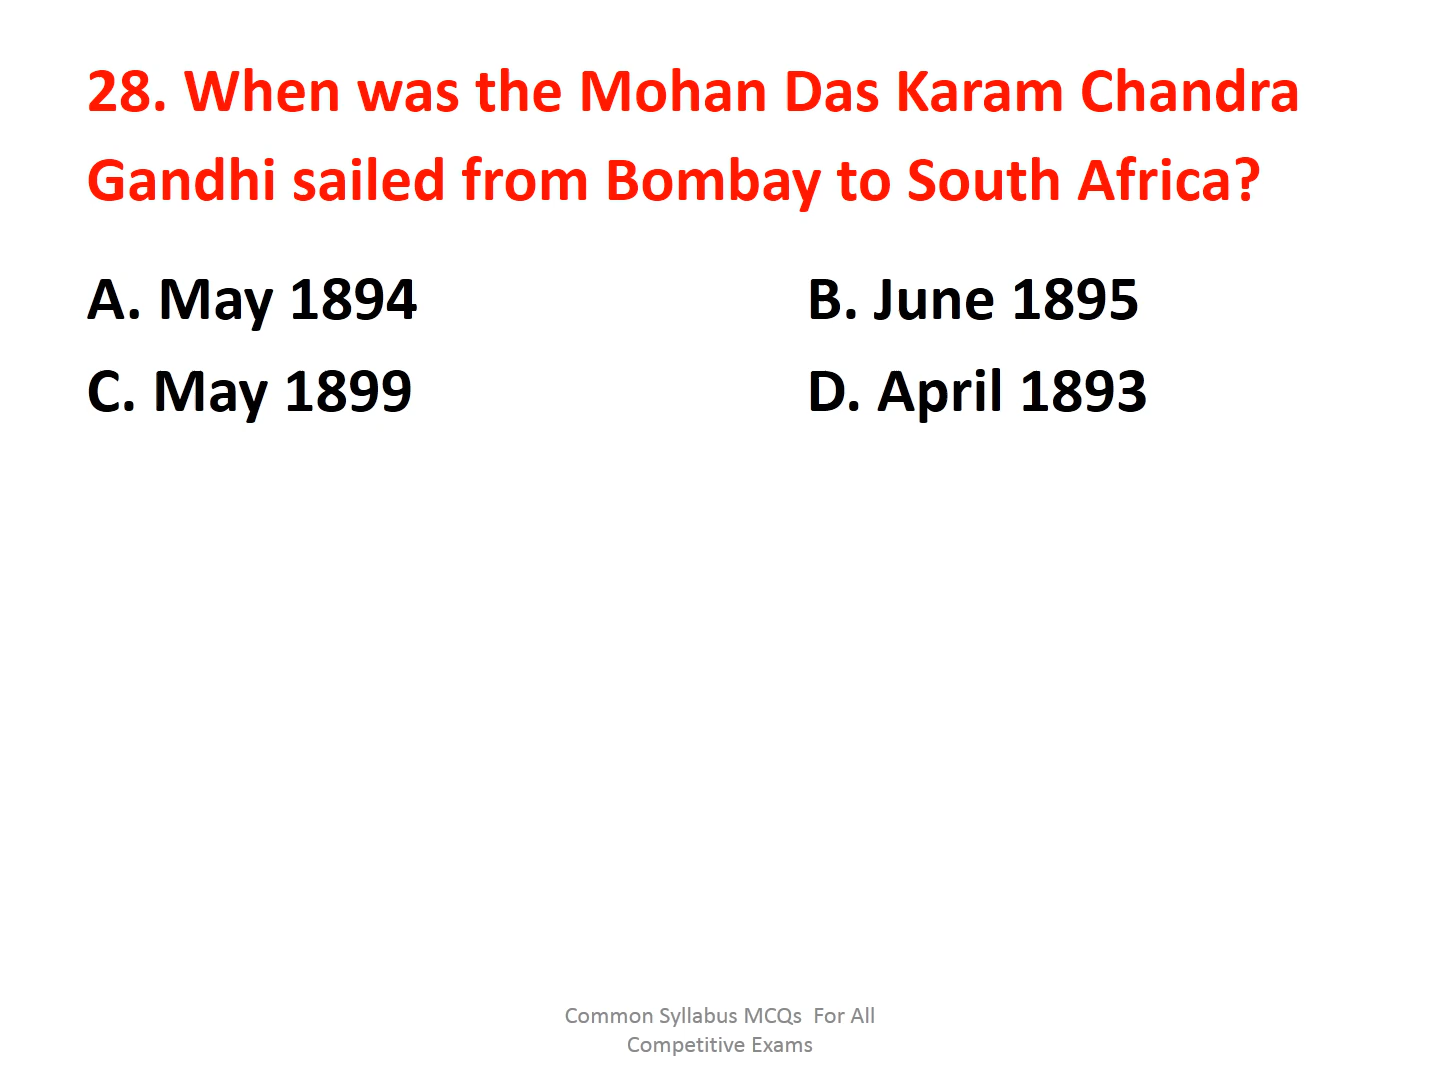 28. When was the Mohan Das Karam Chandra
Gandhi sailed from Bombay to South Africa?
A. May 1894 B. June 1895
C. May 1899 D. April 1893
Common Syllabus MCQs For All
Competitive Exams